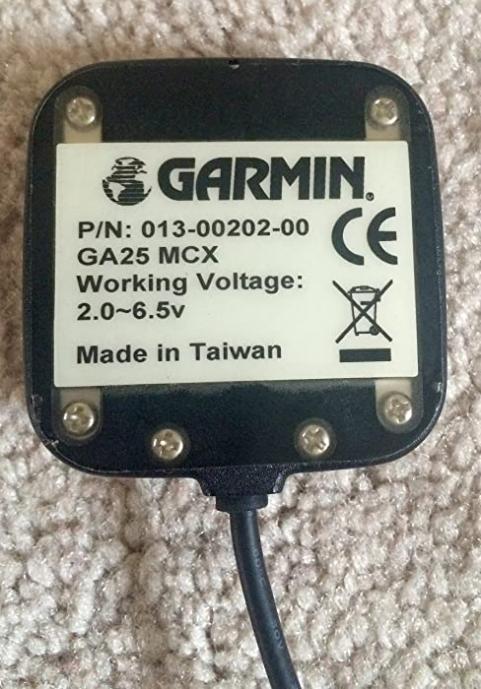 GARMIN®
P/N: 013-00202-00
GA25 MCX
Working Voltage:
2.0~6.5v
Made in Taiwan
CE